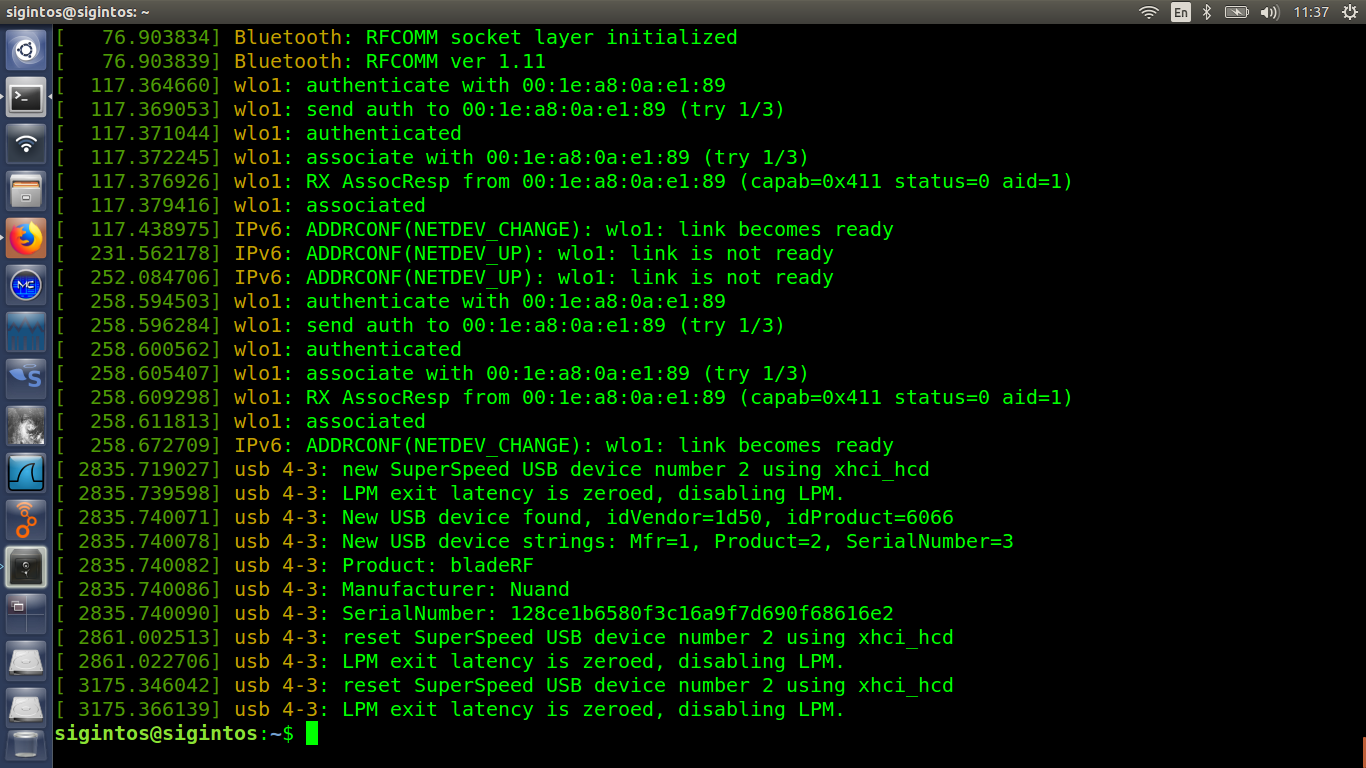 sigintos@sigintos: ~
En
11:37
[   76.903834] Bluetooth: RFCOMM socket layer initialized
[   76.903839] Bluetooth: RFCOMM ver 1.11
[  117.364660] wlo1: authenticate with 00:1e:a8:0a:e1:89
[  117.369053] wlo1: send auth to 00:1e:a8:0a:e1:89 (try 1/3)
[  117.371044] wlo1: authenticated
[  117.372245] wlo1: associate with 00:1e:a8:0a:e1:89 (try 1/3)
[  117.376926] wlo1: RX AssocResp from 00:1e:a8:0a:e1:89 (capab=0x411 status=0 aid=1)
[  117.379416] wlo1: associated
[  117.438975] IPv6: ADDRCONF(NETDEV_CHANGE): wlo1: link becomes ready
[  231.562178] IPv6: ADDRCONF(NETDEV_UP): wlo1: link is not ready
[  252.084706] IPv6: ADDRCONF(NETDEV_UP): wlo1: link is not ready
[  258.594503] wlo1: authenticate with 00:1e:a8:0a:e1:89
[  258.596284] wlo1: send auth to 00:1e:a8:0a:e1:89 (try 1/3)
[  258.600562] wlo1: authenticated
[  258.605407] wlo1: associate with 00:1e:a8:0a:e1:89 (try 1/3)
[  258.609298] wlo1: RX AssocResp from 00:1e:a8:0a:e1:89 (capab=0x411 status=0 aid=1)
[  258.611813] wlo1: associated
[  258.672709] IPv6: ADDRCONF(NETDEV_CHANGE): wlo1: link becomes ready
[ 2835.719027] usb 4-3: new SuperSpeed USB device number 2 using xhci_hcd
[ 2835.739598] usb 4-3: LPM exit latency is zeroed, disabling LPM.
[ 2835.740071] usb 4-3: New USB device found, idVendor=1d50, idProduct=6066
[ 2835.740078] usb 4-3: New USB device strings: Mfr=1, Product=2, SerialNumber=3
[ 2835.740082] usb 4-3: Product: bladeRF
[ 2835.740086] usb 4-3: Manufacturer: Nuand
[ 2835.740090] usb 4-3: SerialNumber: 128ce1b6580f3c16a9f7d690f68616e2
[ 2861.002513] usb 4-3: reset SuperSpeed USB device number 2 using xhci_hcd
[ 2861.022706] usb 4-3: LPM exit latency is zeroed, disabling LPM.
[ 3175.346042] usb 4-3: reset SuperSpeed USB device number 2 using xhci_hcd
[ 3175.366139] usb 4-3: LPM exit latency is zeroed, disabling LPM.
sigintos@sigintos:~$
MC
S